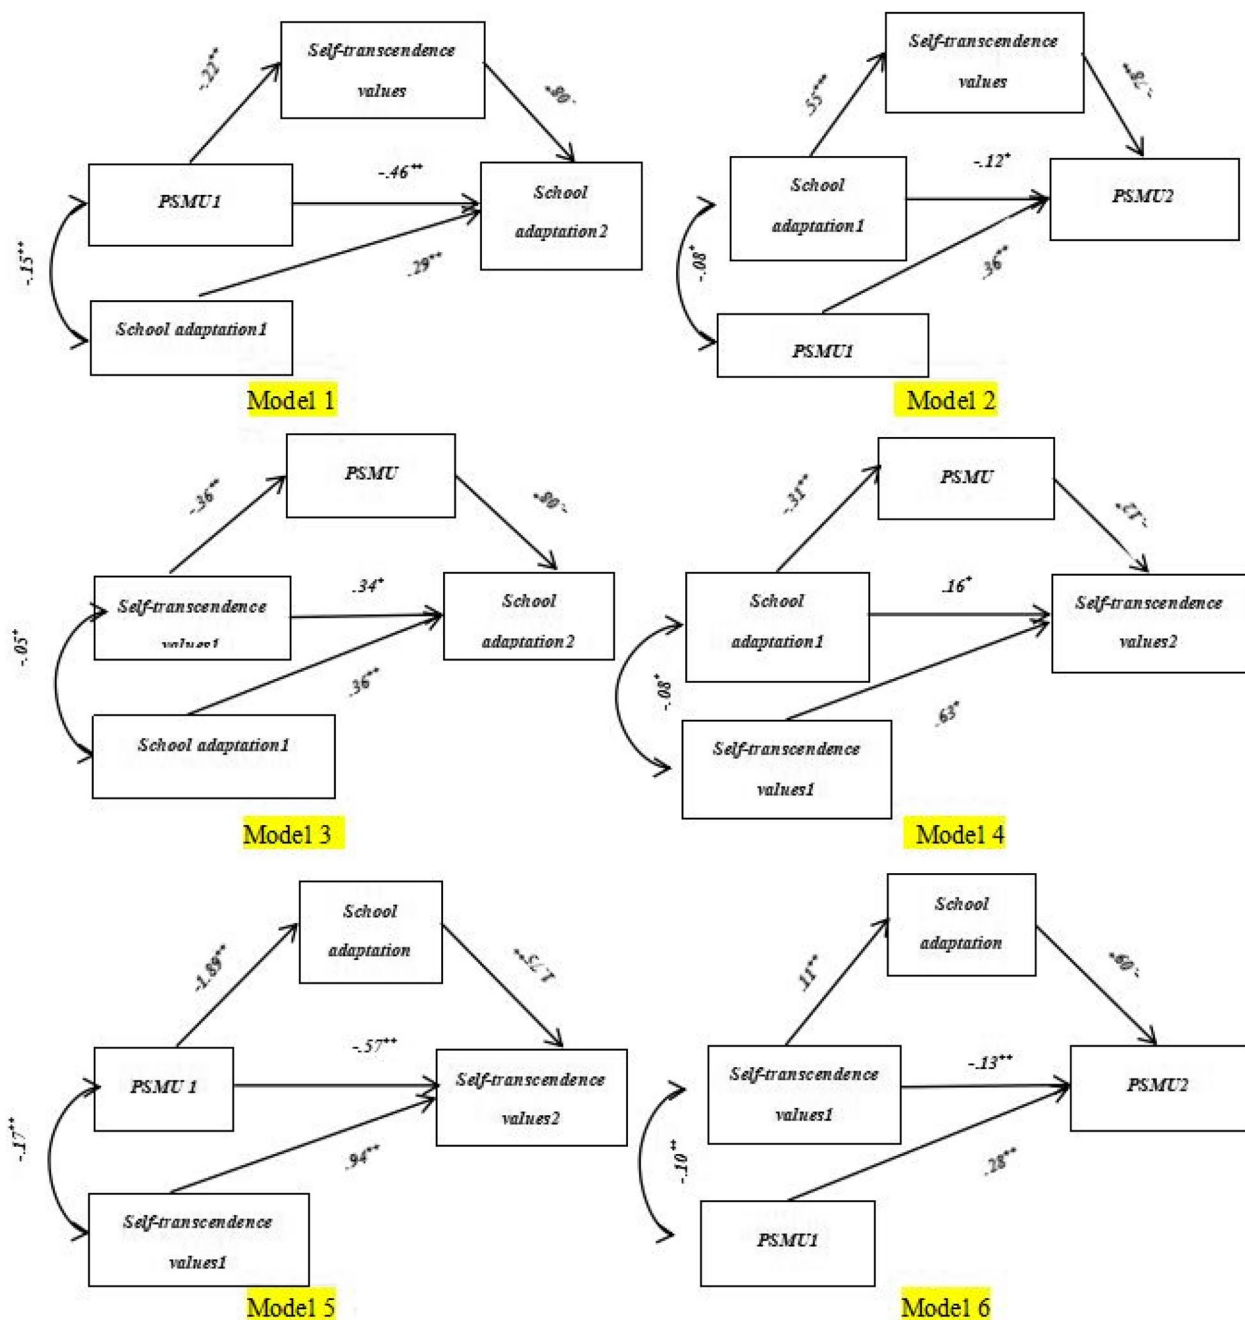 Self-transcendence
values
-.22**
.08*
PSMU1
-.46**
School
adaptation2
-.15**
.29**
School adaptation1
Model 1
Self-transcendence
values
.55***
-.78**
School
adaptation1
-.12*
PSMU2
-.08*
.36**
PSMU1
Model 2
PSMU
-.36**
-.08*
Self-transcendence
values1
.34*
School
adaptation2
-.05*
.36**
School adaptation1
Model 3
PSMU
-.31**
-.12*
School
adaptation1
.16*
Self-transcendence
values2
-.08*
.63*
Self-transcendence
values1
Model 4
School
adaptation
-1.89**
1.75**
PSMU 1
-.57**
Self-transcendence
values2
-.17**
.94**
Self-transcendence
values1
Model 5
School
adaptation
.11**
-.09*
Self-transcendence
values1
-.13**
PSMU2
-.10**
.28**
PSMU1
Model 6